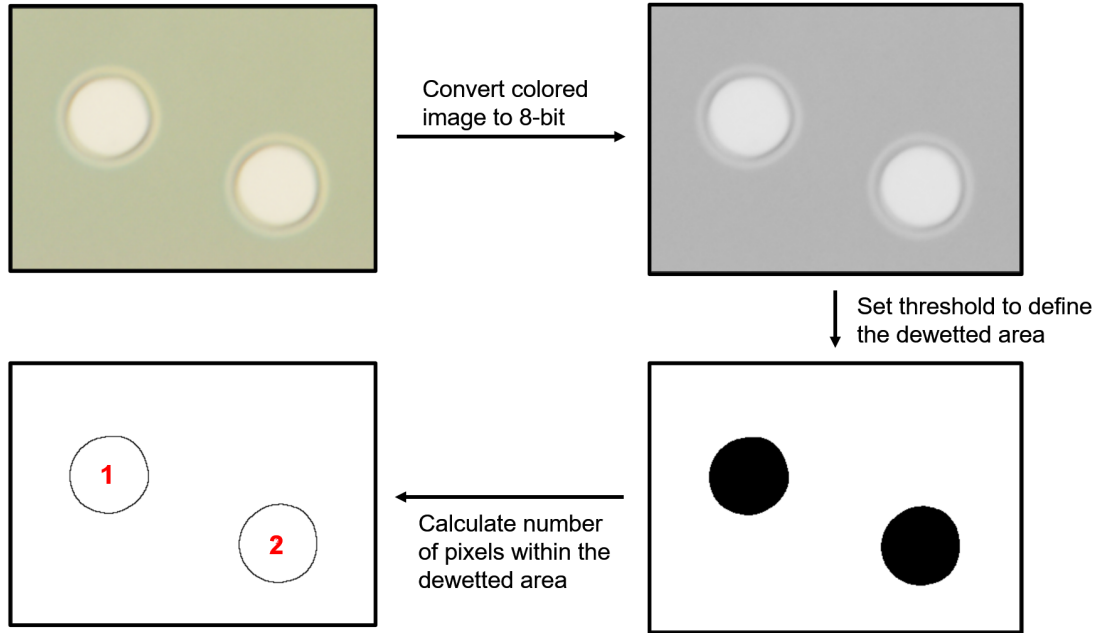 Convert colored
image to 8-bit
Set threshold to define
the dewetted area
Calculate number
of pixels within the
dewetted area
1
2